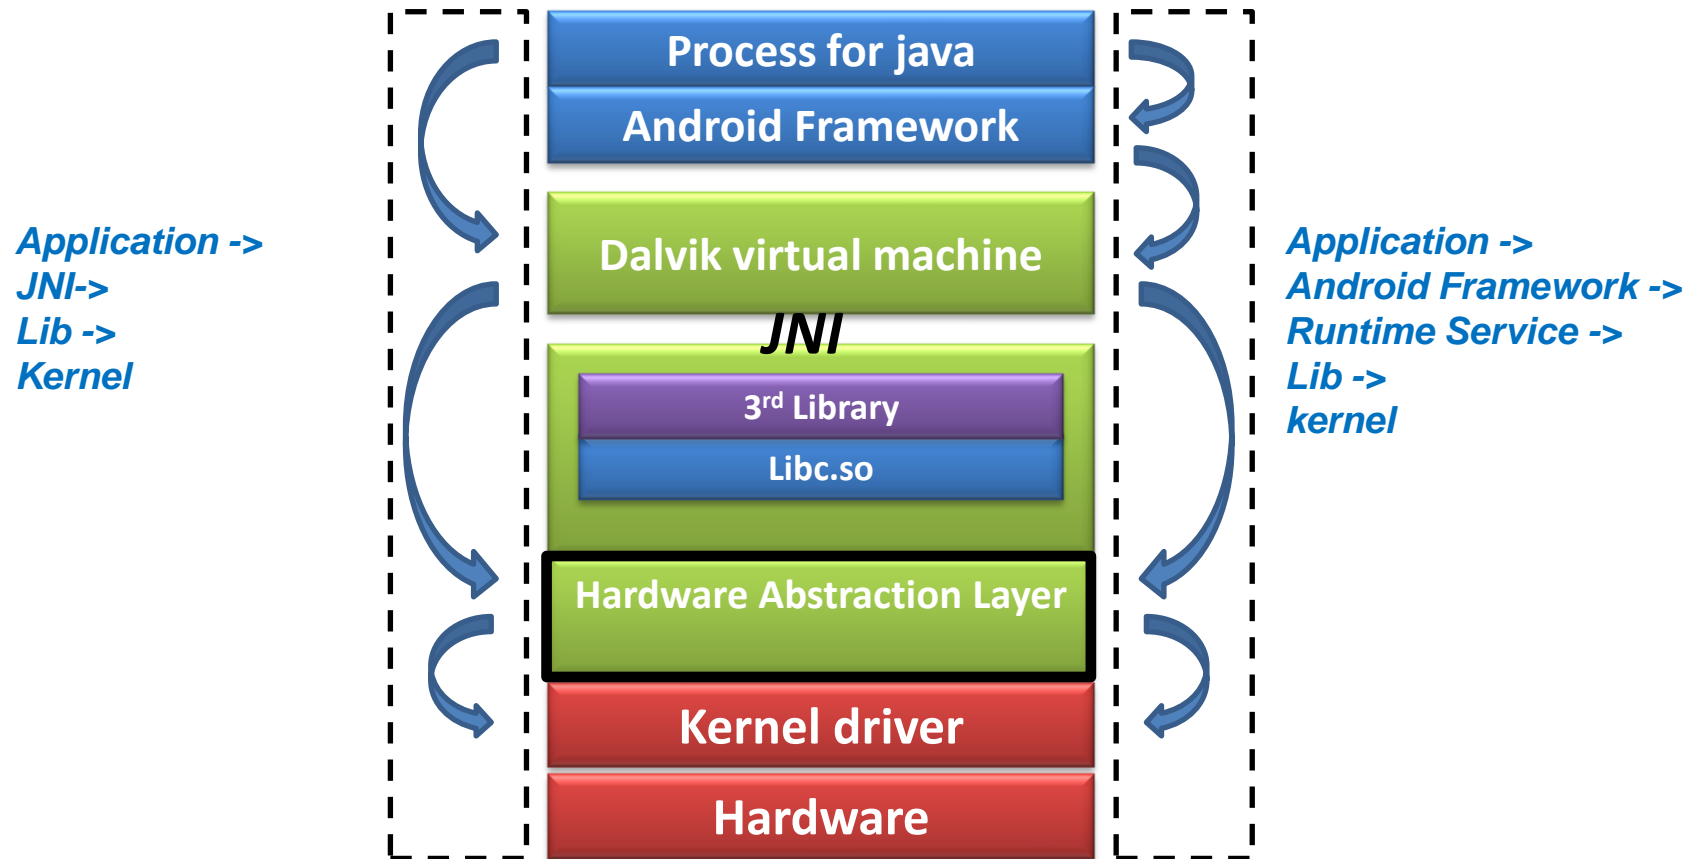 Process for java
Android Framework
Dalvik virtual machine
JNI
3rd Library
Libc.so
Hardware Abstraction Layer
Kernel driver
Hardware
Application ->
JNI->
Lib ->
Kernel
Application ->
Android Framework ->
Runtime Service ->
Lib ->
kernel